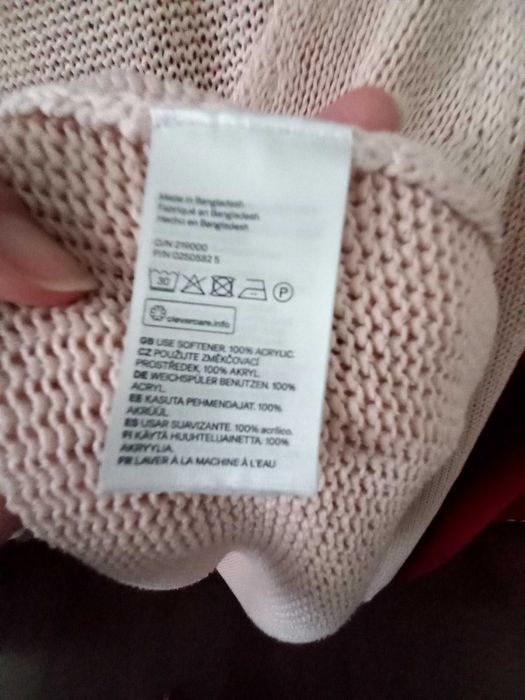 Made in Bangladesh
Fabriqué en Bangladesh
Hecho en Bangladesh
O/N 219000
P/N 0250582 5
30
P
clevercare.info
GB USE SOFTENER. 100% ACRYLIC.
CZ POUŽIJTE ZMĚKČOVACÍ
PROSTŘEDEK. 100% AKRYL.
DE WEICHSPÜLER BENUTZEN. 100%
ACRYL.
EE KASUTA PEHMENDAJAT. 100%
AKRÜÜL.
ES USAR SUAVIZANTE. 100% acrílico.
FI KÄYTÄ HUUHTELUAINETTA. 100%
AKRYYLIA.
FR LAVER À LA MACHINE À L'EAU